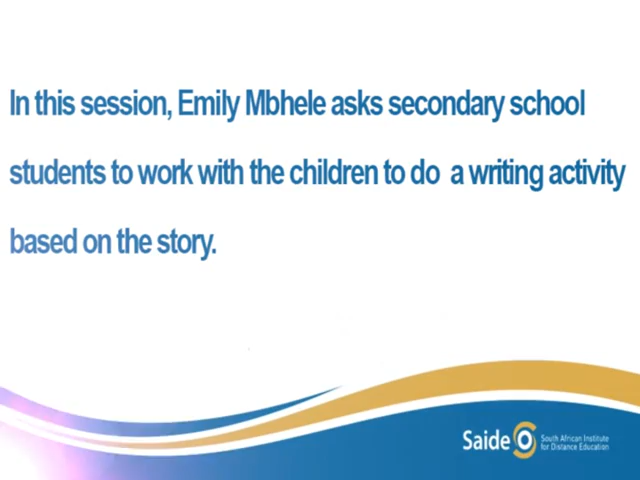 In this session, Emily Mbhele asks secondary school
students to work with the children to do a writing activity
based on the story.
Saide
South African Institute
for Distance Education